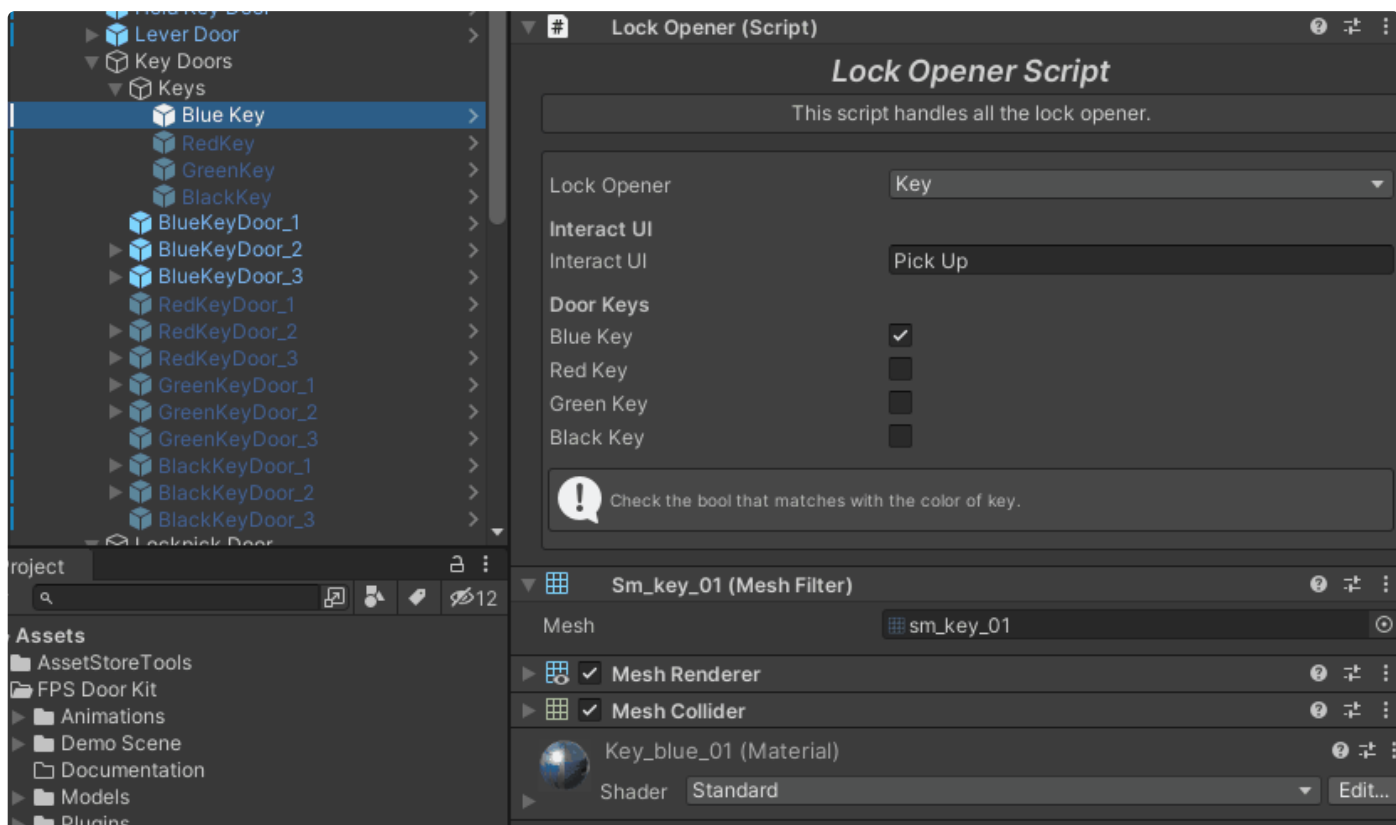 Lever Door
Key Doors
Keys
Blue Key
RedKey
GreenKey
BlackKey
BlueKeyDoor_1
BlueKeyDoor_2
BlueKeyDoor_3
RedKeyDoor_1
RedKeyDoor_2
RedKeyDoor_3
GreenKeyDoor_1
GreenKeyDoor_2
GreenKeyDoor_3
BlackKeyDoor_1
BlackKeyDoor_2
BlackKeyDoor_3
Lockpick Door
roject
12
Assets
AssetStoreTools
FPS Door Kit
Animations
Demo Scene
Documentation
Models
Plugins
# Lock Opener (Script)
Lock Opener Script
This script handles all the lock opener.
Lock Opener Key
Interact UI
Interact UI Pick Up
Door Keys
Blue Key
Red Key
Green Key
Black Key
Check the bool that matches with the color of key.
Sm_key_01 (Mesh Filter)
Mesh sm_key_01
Mesh Renderer
Mesh Collider
Key_blue_01 (Material)
Shader Standard Edit...